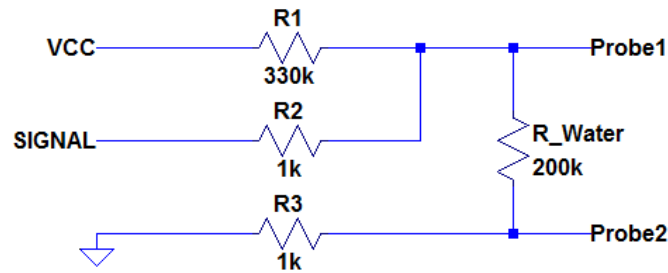 R1
VCC
Probe1
330k
R2
SIGNAL
R_Water
200k
1k
R3
Probe2
1k